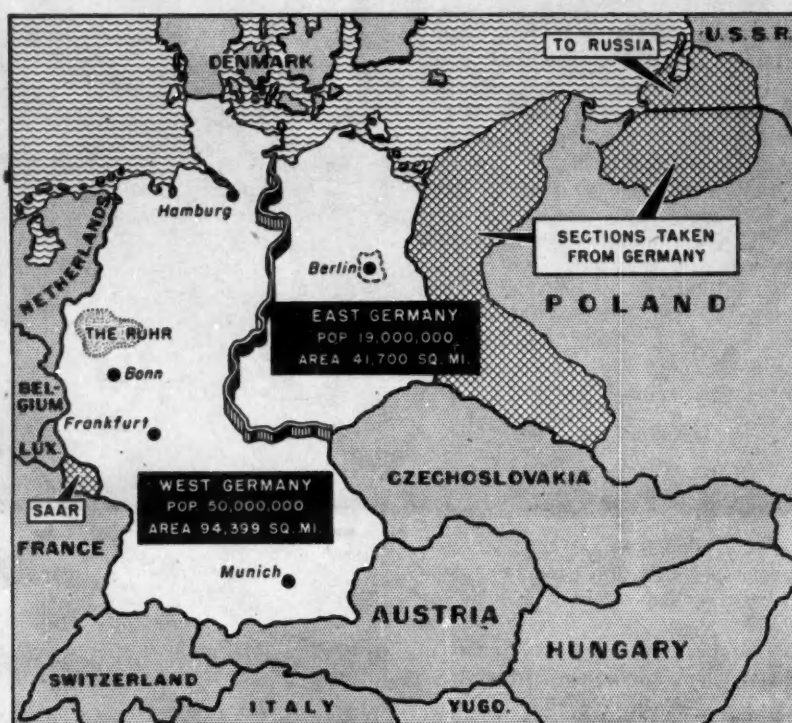 U.S.S.R.
TO RUSSIA
DENMARK
Hamburg
NETHERLANDS
SECTIONS TAKEN
FROM GERMANY
Berlin
POLAND
EAST GERMANY
POP. 19,000,000
AREA 41,700 SQ. MI.
THE RUHR
Bonn
BEL-
GIUM
Frankfurt
LUX.
CZECHOSLOVAKIA
WEST GERMANY
POP. 50,000,000
AREA 94,399 SQ. MI.
SAAR
FRANCE
Munich
AUSTRIA
HUNGARY
SWITZERLAND
ITALY
YUGO.